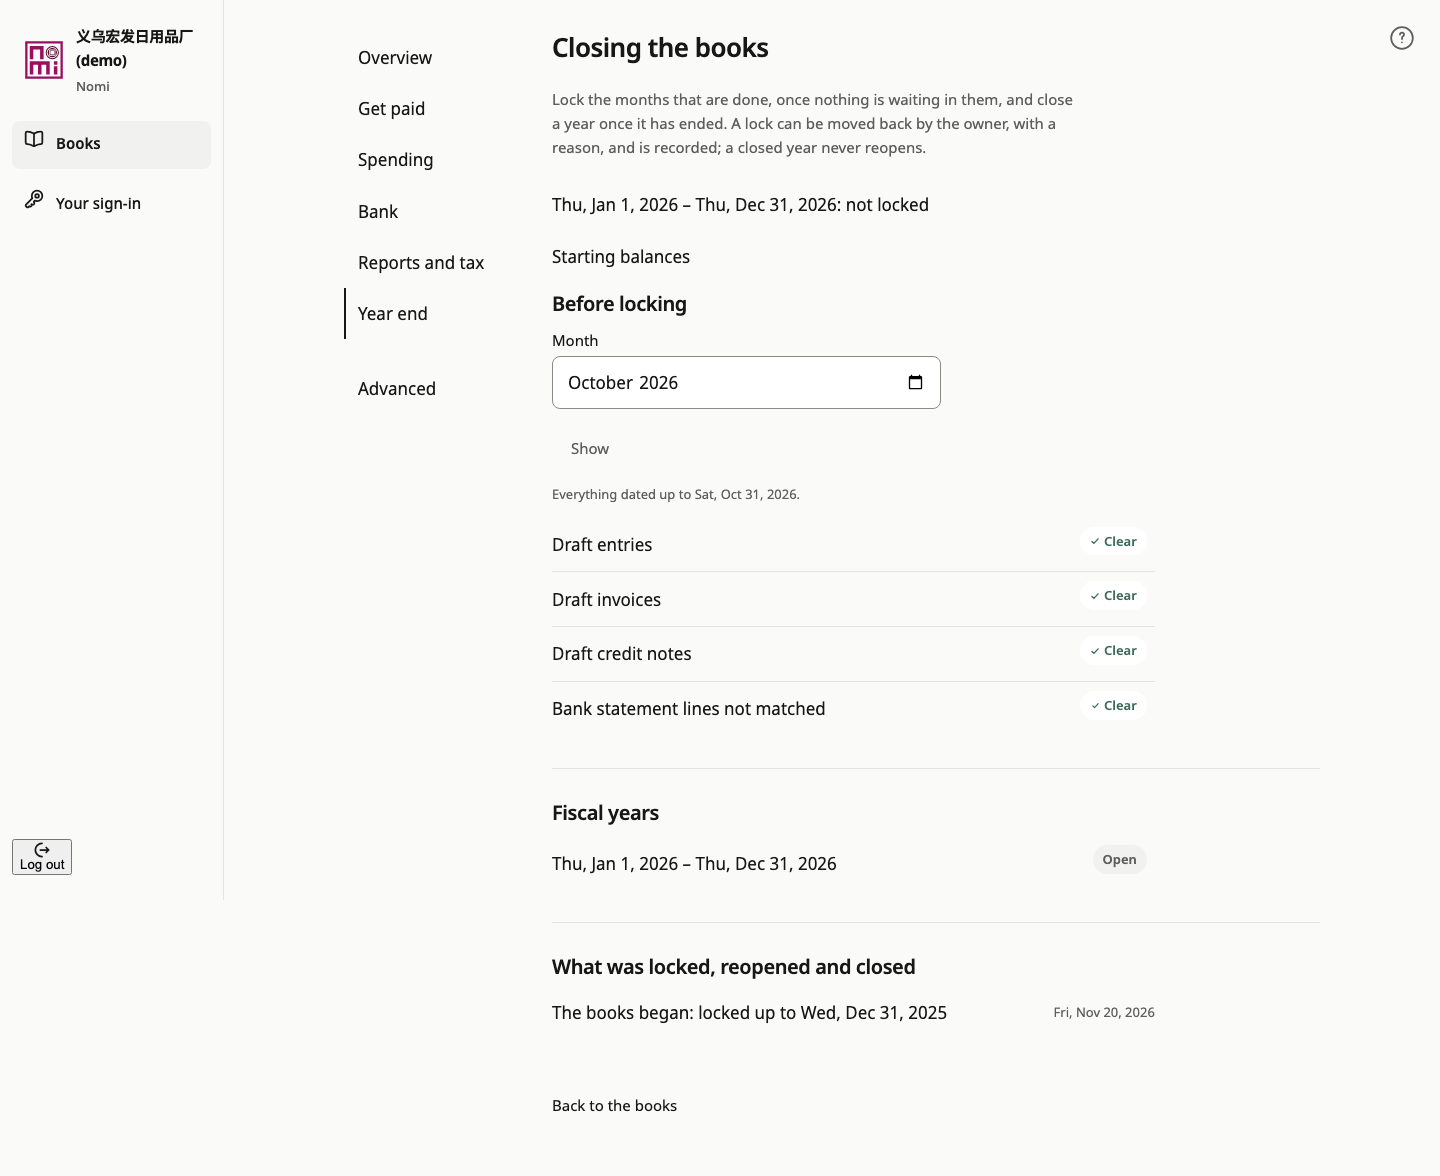 义乌宏发日用品厂
(demo)
Nomi
Books
Your sign-in
Log out
Overview
Get paid
Spending
Bank
Reports and tax
Year end
Advanced
Closing the books
Lock the months that are done, once nothing is waiting in them, and close
a year once it has ended. A lock can be moved back by the owner, with a
reason, and is recorded; a closed year never reopens.
Thu, Jan 1, 2026 – Thu, Dec 31, 2026: not locked
Starting balances
Before locking
Month
October 2026
Show
Everything dated up to Sat, Oct 31, 2026.
Draft entries
Clear
Draft invoices
Clear
Draft credit notes
Clear
Bank statement lines not matched
Clear
Fiscal years
Thu, Jan 1, 2026 – Thu, Dec 31, 2026
Open
What was locked, reopened and closed
The books began: locked up to Wed, Dec 31, 2025
Fri, Nov 20, 2026
Back to the books